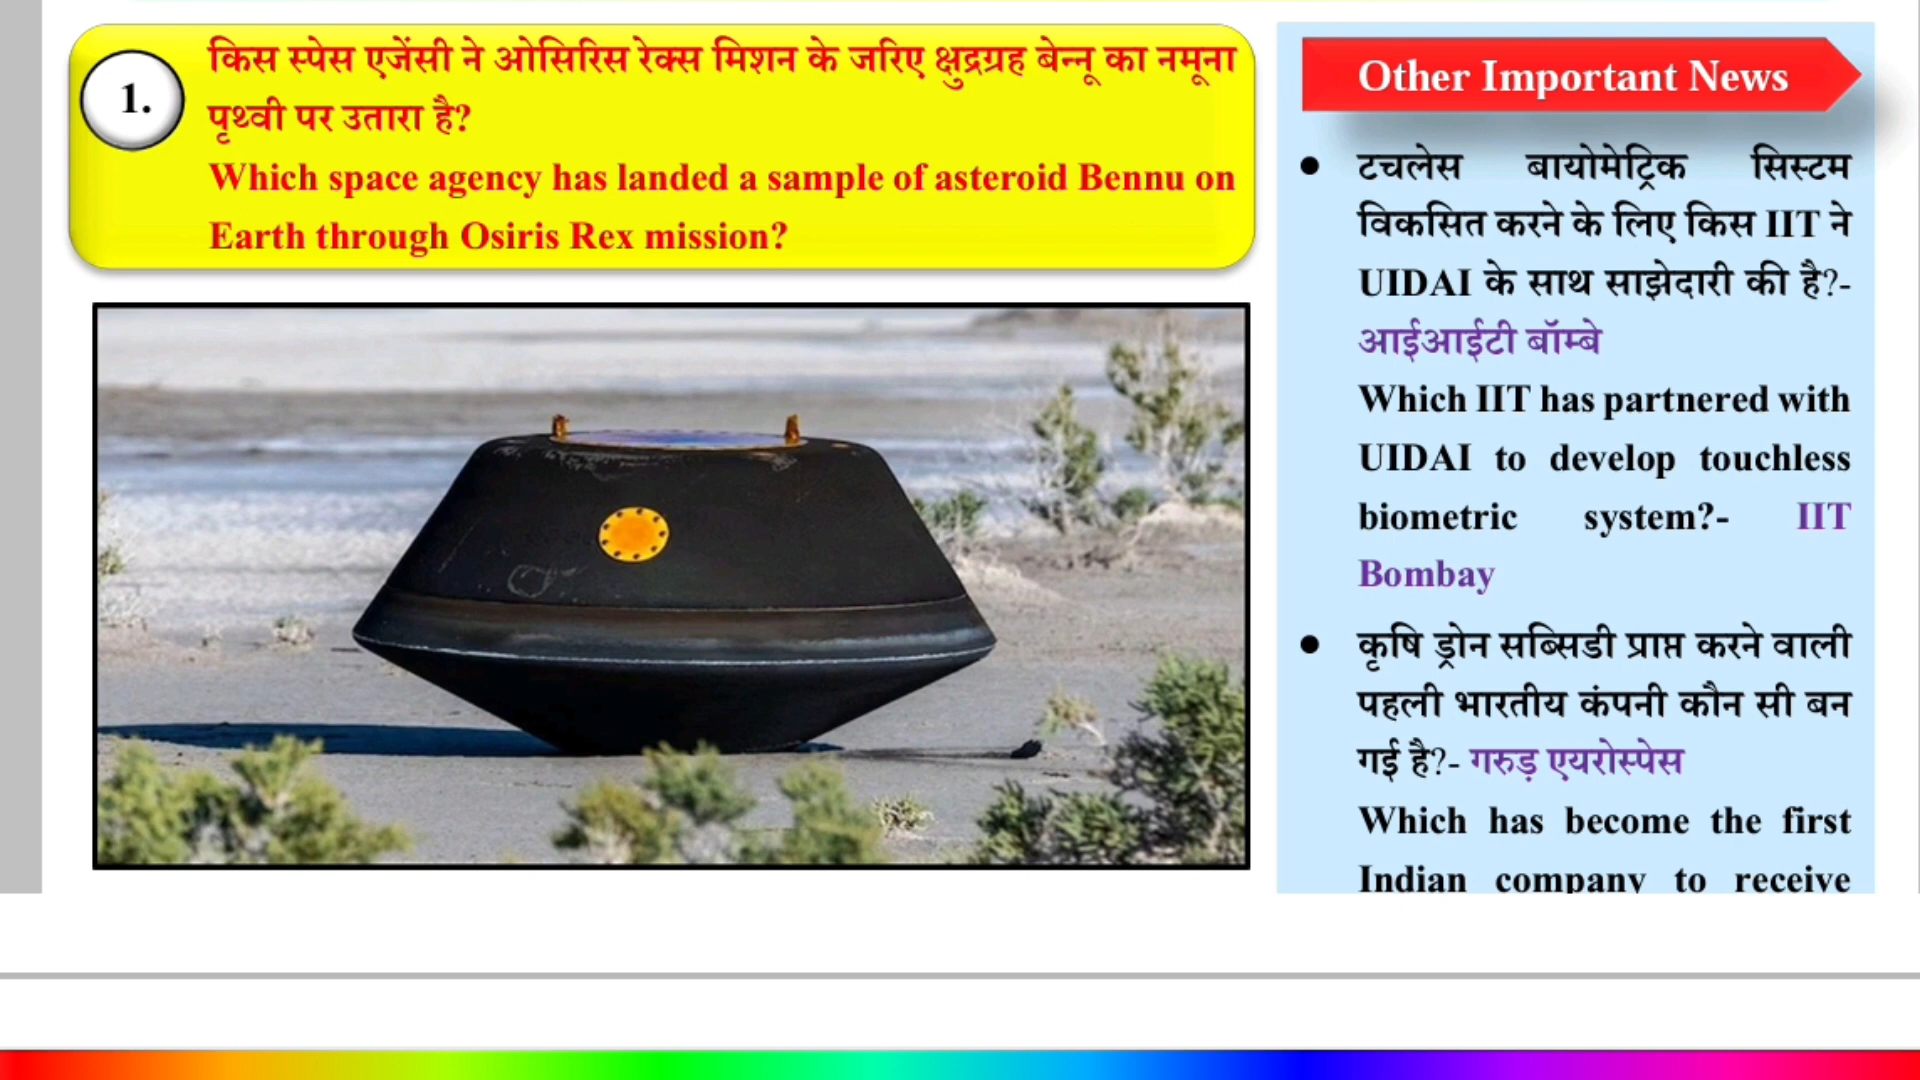 1.
किस स्पेस एजेंसी ने ओसिरिस रेक्स मिशन के जरिए क्षुद्रग्रह बेन्नू का नमूना
पृथ्वी पर उतारा है?
Which space agency has landed a sample of asteroid Bennu on
Earth through Osiris Rex mission?
Other Important News
● टचलेस बायोमेट्रिक सिस्टम
विकसित करने के लिए किस IIT ने
UIDAI के साथ साझेदारी की है?-
आईआईटी बॉम्बे
Which IIT has partnered with
UIDAI to develop touchless
biometric system?- IIT
Bombay
● कृषि ड्रोन सब्सिडी प्राप्त करने वाली
पहली भारतीय कंपनी कौन सी बन
गई है?- गरुड़ एयरोस्पेस
Which has become the first
Indian company to receive